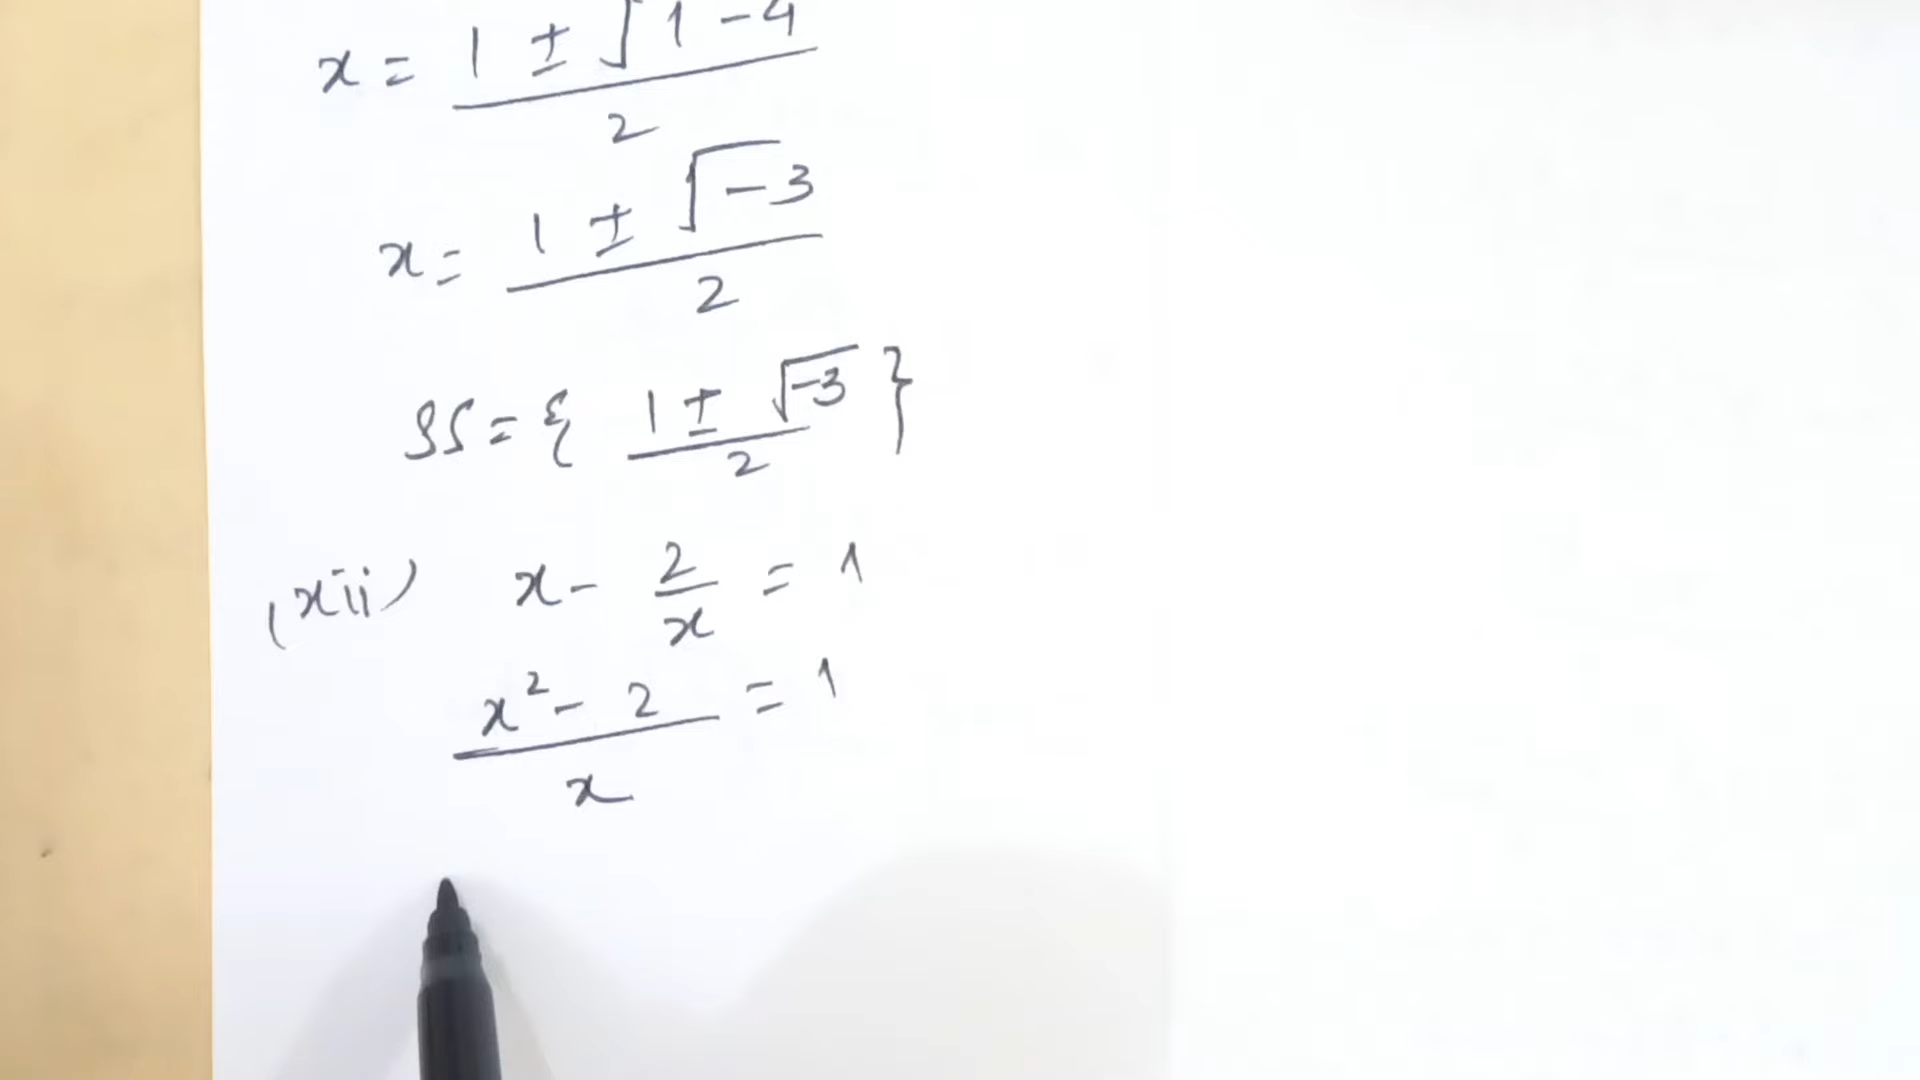 x = (1 ± √(1 - 4)) / 2
x = (1 ± √-3) / 2
SS = { (1 ± √-3) / 2 }
(xii) x - 2/x = 1
(x² - 2) / x = 1